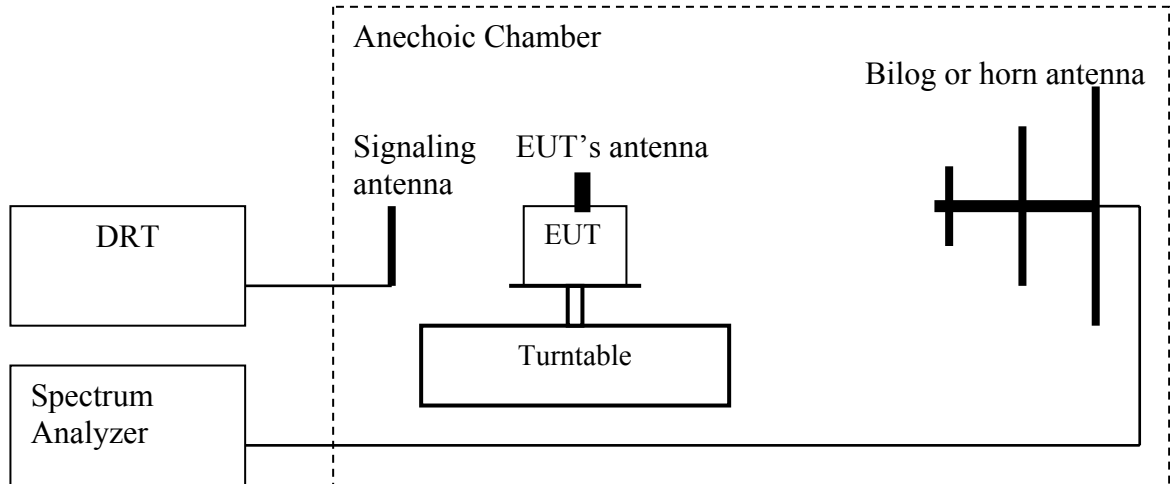 Anechoic Chamber
Bilog or horn antenna
Signaling
antenna
EUT’s antenna
DRT
EUT
Turntable
Spectrum
Analyzer